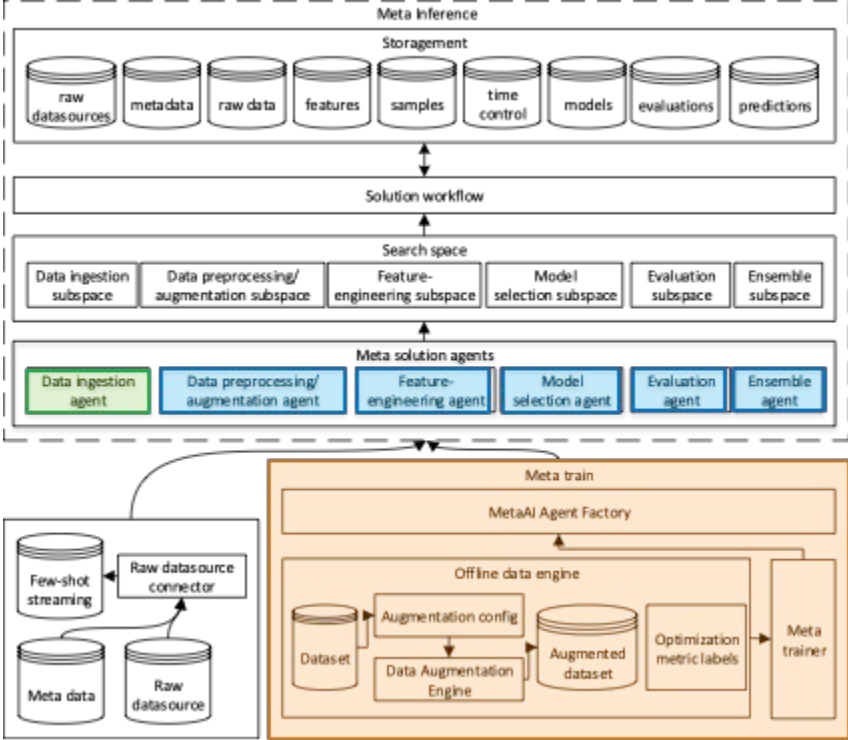 Meta Inference
Storagement
raw
datasources
metadata
raw data
features
samples
time
control
models
evaluations
predictions
Solution workflow
Search space
Data ingestion
subspace
Data preprocessing/
augmentation subspace
Feature-
engineering subspace
Model
selection subspace
Evaluation
subspace
Ensemble
subspace
Meta solution agents
Data ingestion
agent
Data preprocessing/
augmentation agent
Feature-
engineering agent
Model
selection agent
Evaluation
agent
Ensemble
agent
Few-shot
streaming
Raw datasource
connector
Meta data
Raw
datasource
Meta train
MetaAI Agent Factory
Offline data engine
Dataset
Augmentation config
Data Augmentation
Engine
Augmented
dataset
Optimization
metric labels
Meta
trainer